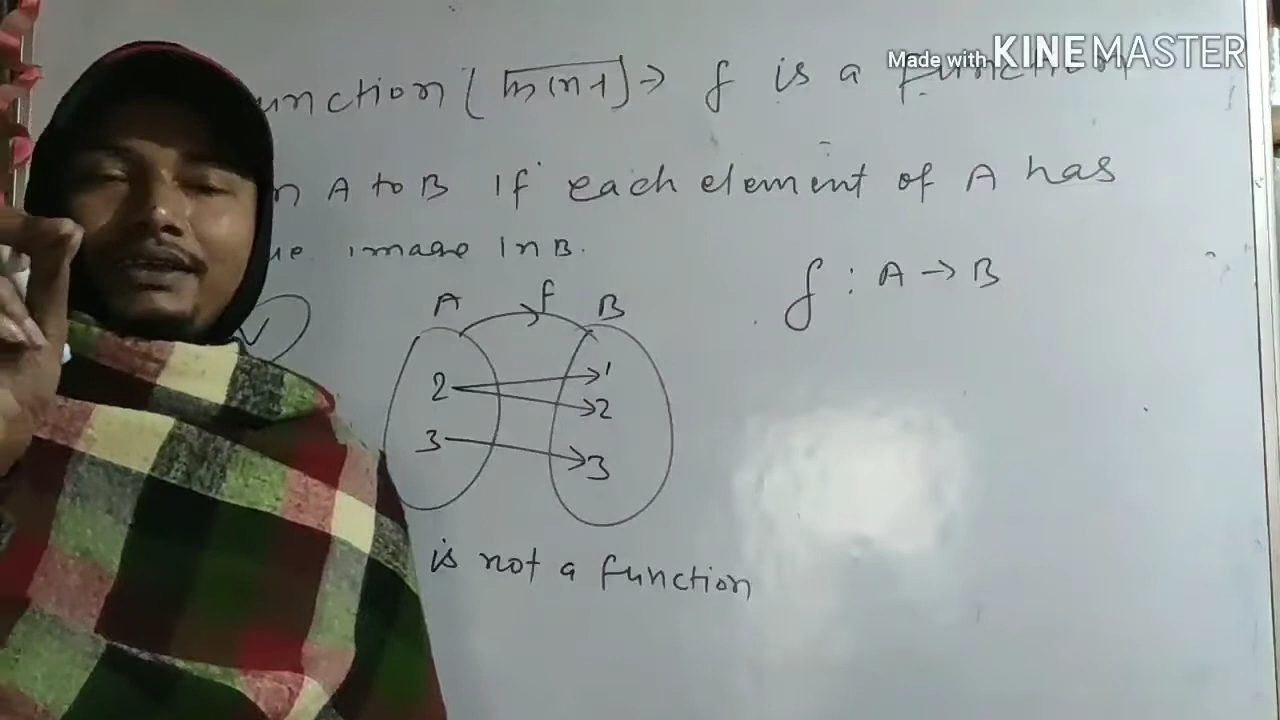 Made with KINEMASTER
unction [ ] → f is a function
n A to B If each element of A has
ue image In B.
f : A → B
A f B
2 1
2
3 3
is not a function